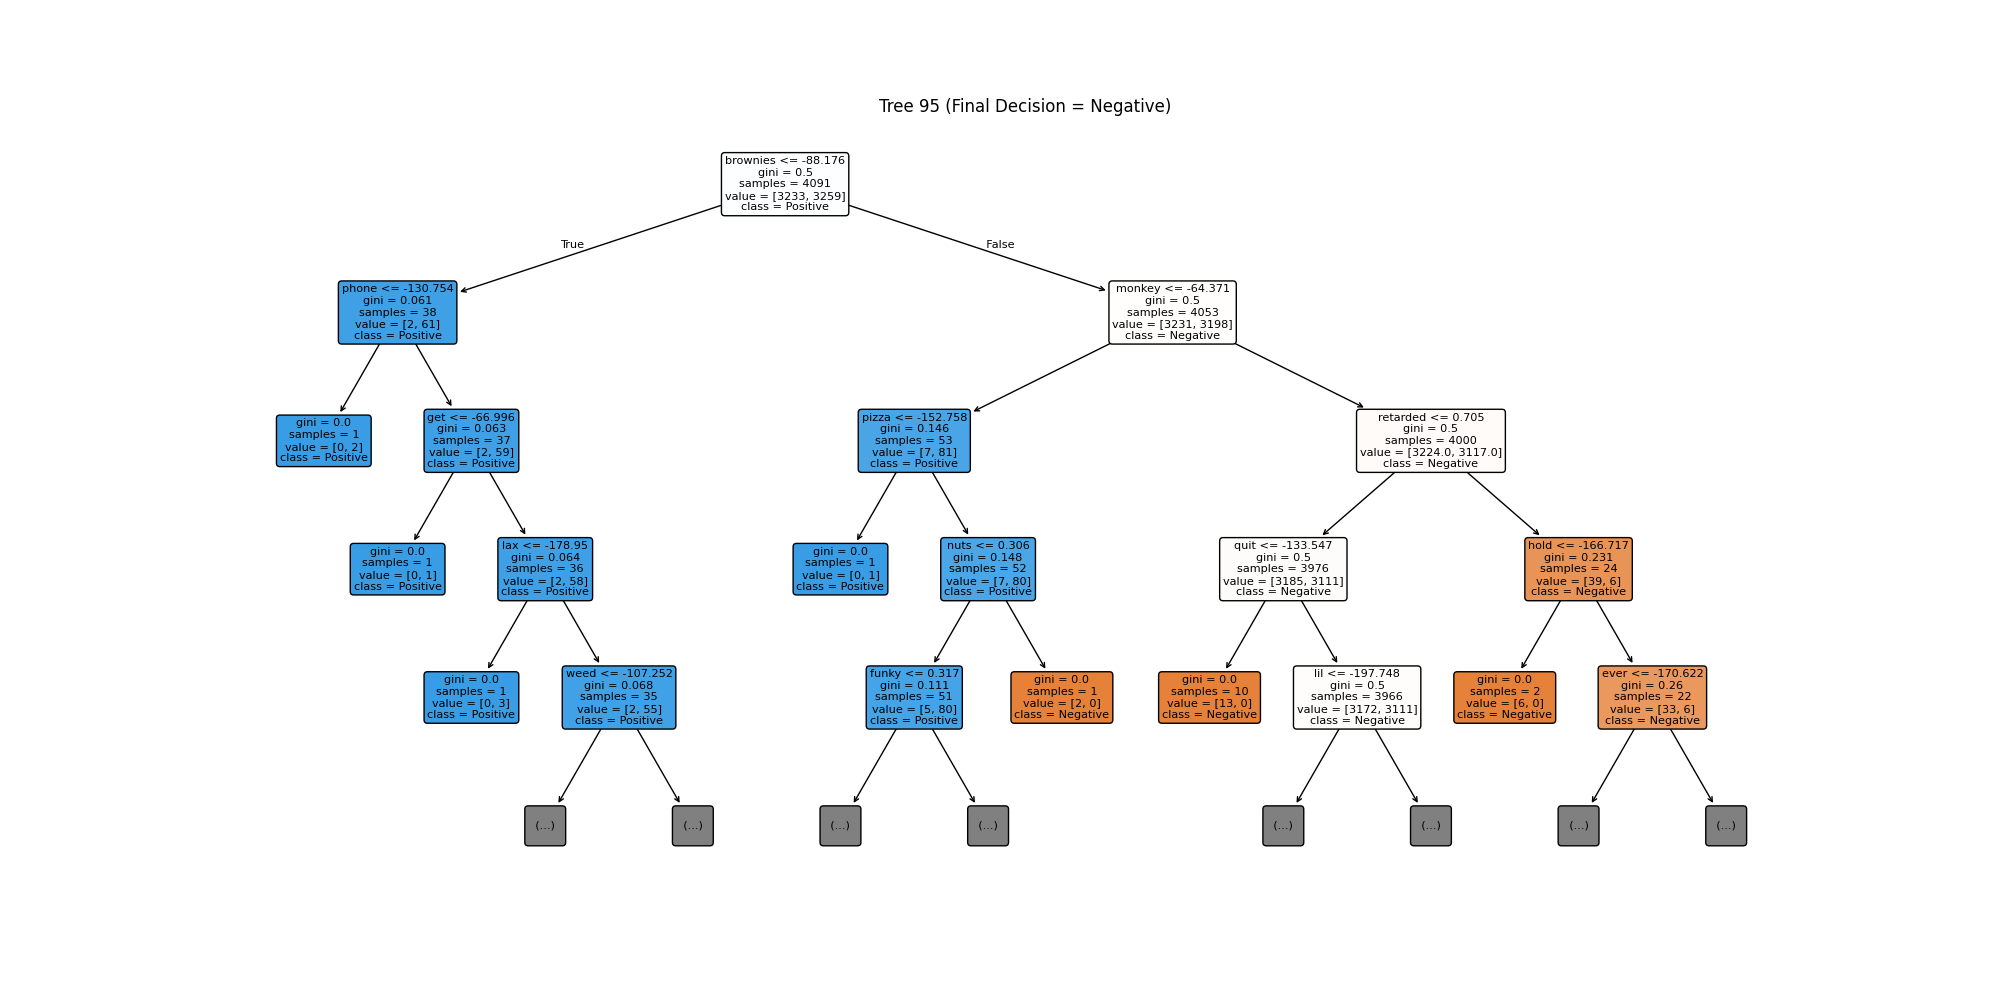 Tree 95 (Final Decision = Negative)
brownies <= -88.176
gini = 0.5
samples = 4091
value = [3233, 3259]
class = Positive
True
False
phone <= -130.754
gini = 0.061
samples = 38
value = [2, 61]
class = Positive
monkey <= -64.371
gini = 0.5
samples = 4053
value = [3231, 3198]
class = Negative
gini = 0.0
samples = 1
value = [0, 2]
class = Positive
get <= -66.996
gini = 0.063
samples = 37
value = [2, 59]
class = Positive
pizza <= -152.758
gini = 0.146
samples = 53
value = [7, 81]
class = Positive
retarded <= 0.705
gini = 0.5
samples = 4000
value = [3224.0, 3117.0]
class = Negative
gini = 0.0
samples = 1
value = [0, 1]
class = Positive
lax <= -178.95
gini = 0.064
samples = 36
value = [2, 58]
class = Positive
gini = 0.0
samples = 1
value = [0, 1]
class = Positive
nuts <= 0.306
gini = 0.148
samples = 52
value = [7, 80]
class = Positive
quit <= -133.547
gini = 0.5
samples = 3976
value = [3185, 3111]
class = Negative
hold <= -166.717
gini = 0.231
samples = 24
value = [39, 6]
class = Negative
gini = 0.0
samples = 1
value = [0, 3]
class = Positive
weed <= -107.252
gini = 0.068
samples = 35
value = [2, 55]
class = Positive
funky <= 0.317
gini = 0.111
samples = 51
value = [5, 80]
class = Positive
gini = 0.0
samples = 1
value = [2, 0]
class = Negative
gini = 0.0
samples = 10
value = [13, 0]
class = Negative
lil <= -197.748
gini = 0.5
samples = 3966
value = [3172, 3111]
class = Negative
gini = 0.0
samples = 2
value = [6, 0]
class = Negative
ever <= -170.622
gini = 0.26
samples = 22
value = [33, 6]
class = Negative
(...)
(...)
(...)
(...)
(...)
(...)
(...)
(...)